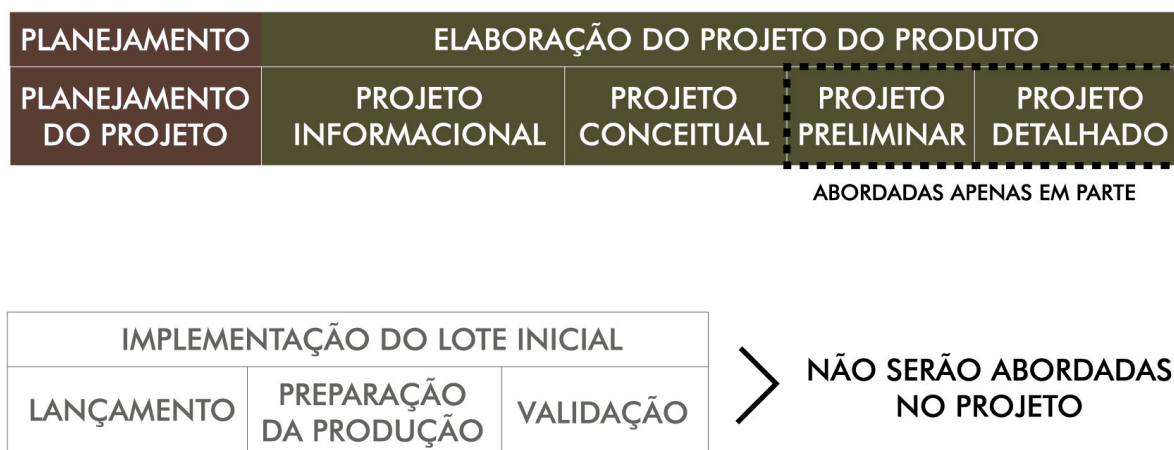 PLANEJAMENTO
ELABORAÇÃO DO PROJETO DO PRODUTO
PLANEJAMENTO
DO PROJETO
PROJETO
INFORMACIONAL
PROJETO
CONCEITUAL
PROJETO
PRELIMINAR
PROJETO
DETALHADO
ABORDADAS APENAS EM PARTE
IMPLEMENTAÇÃO DO LOTE INICIAL
LANÇAMENTO
PREPARAÇÃO
DA PRODUÇÃO
VALIDAÇÃO
NÃO SERÃO ABORDADAS
NO PROJETO